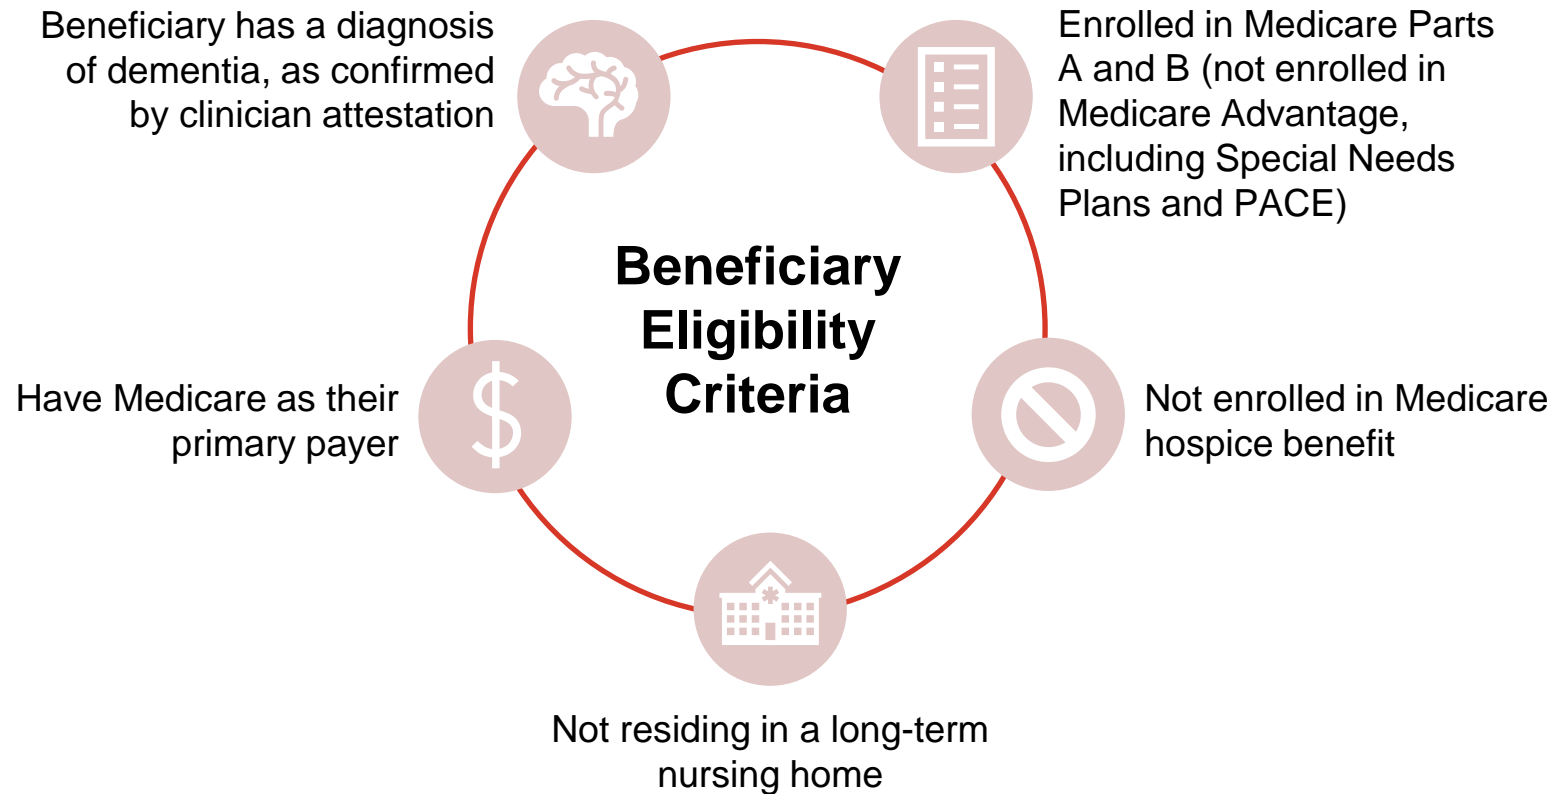 Beneficiary has a diagnosis
of dementia, as confirmed
by clinician attestation
Enrolled in Medicare Parts
A and B (not enrolled in
Medicare Advantage,
including Special Needs
Plans and PACE)
Beneficiary
Eligibility
Criteria
Have Medicare as their
primary payer
Not enrolled in Medicare
hospice benefit
Not residing in a long-term
nursing home